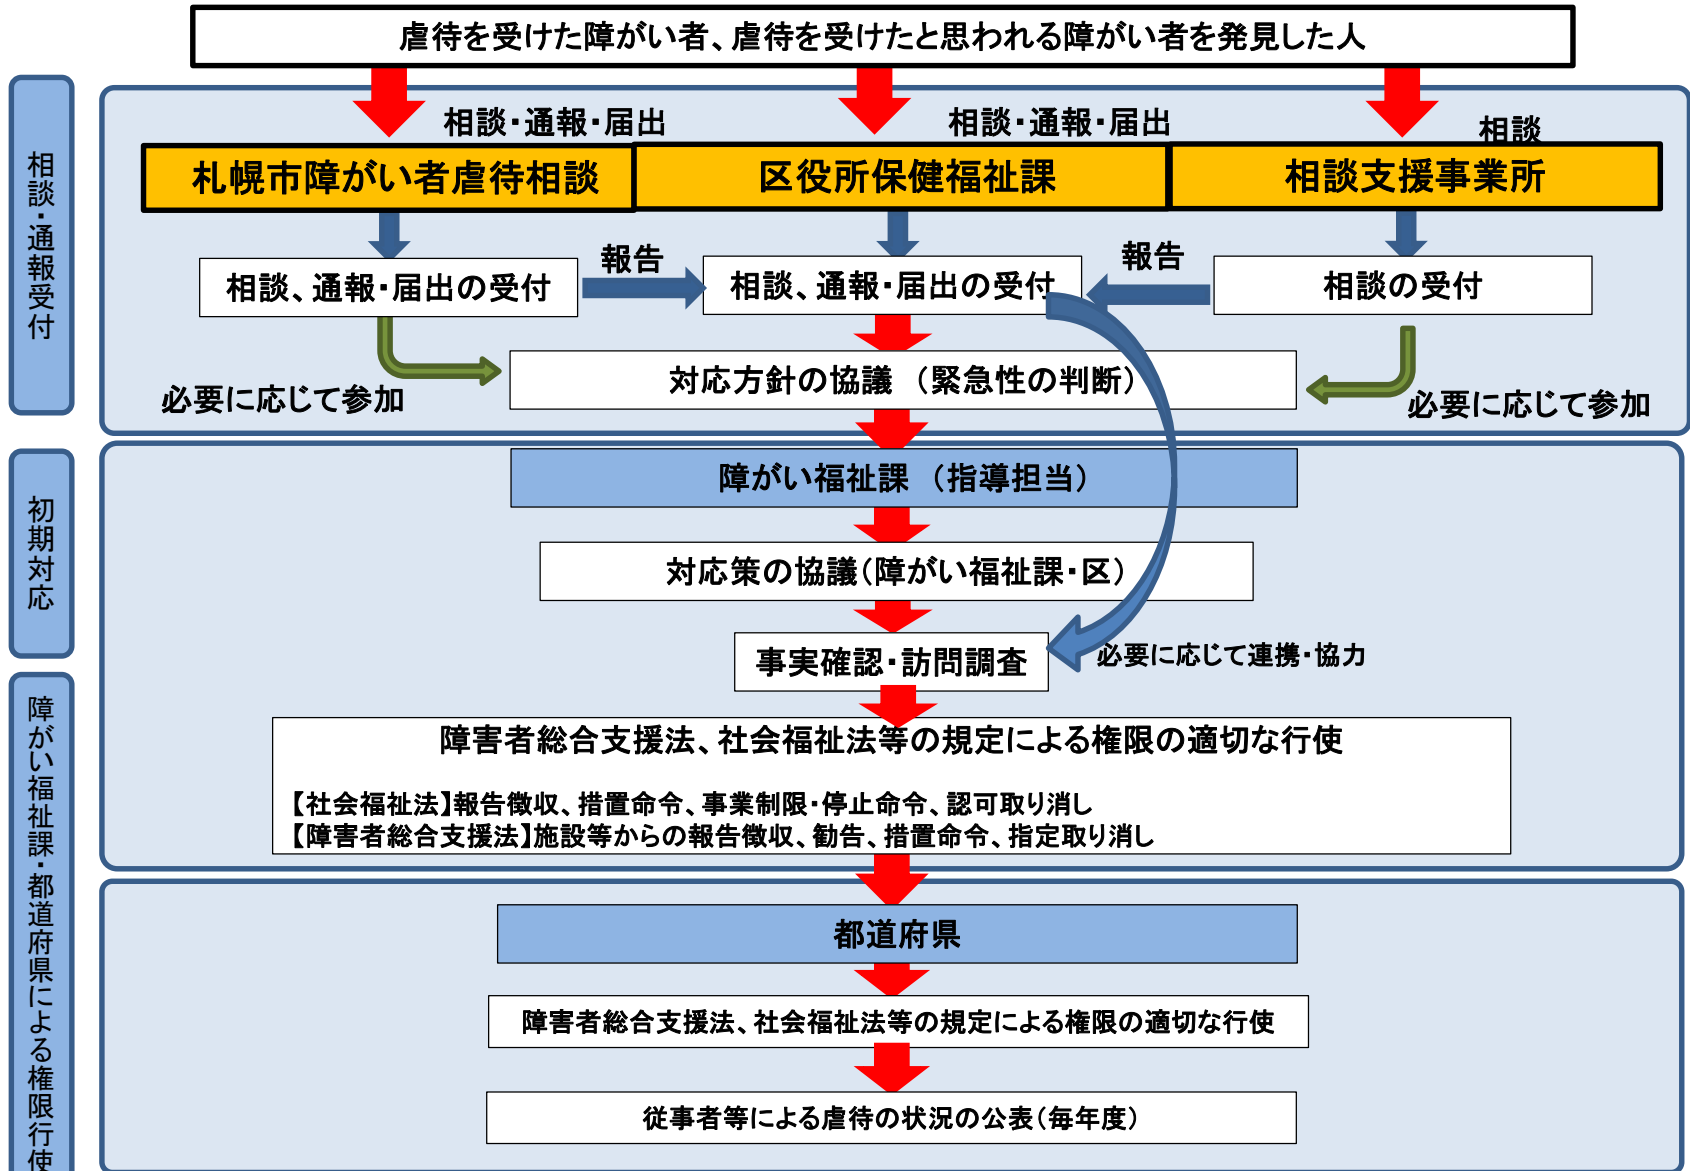 虐待を受けた障がい者、虐待を受けたと思われる障がい者を発見した人
相談・通報受付
相談・通報・届出
相談・通報・届出
相談
札幌市障がい者虐待相談
区役所保健福祉課
相談支援事業所
相談、通報・届出の受付
報告
相談、通報・届出の受付
報告
相談の受付
対応方針の協議 （緊急性の判断）
必要に応じて参加
必要に応じて参加
初期対応
障がい福祉課 （指導担当）
対応策の協議（障がい福祉課・区）
事実確認・訪問調査
必要に応じて連携・協力
障害者総合支援法、社会福祉法等の規定による権限の適切な行使
【社会福祉法】報告徴収、措置命令、事業制限・停止命令、認可取り消し
【障害者総合支援法】施設等からの報告徴収、勧告、措置命令、指定取り消し
障がい福祉課・都道府県による権限行使
都道府県
障害者総合支援法、社会福祉法等の規定による権限の適切な行使
従事者等による虐待の状況の公表（毎年度）